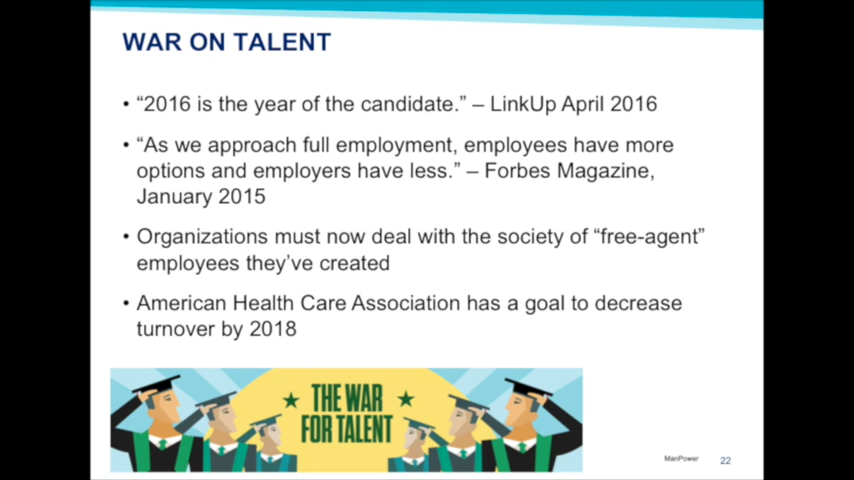 WAR ON TALENT
• “2016 is the year of the candidate.” – LinkUp April 2016
• “As we approach full employment, employees have more
options and employers have less.” – Forbes Magazine,
January 2015
• Organizations must now deal with the society of “free-agent”
employees they’ve created
• American Health Care Association has a goal to decrease
turnover by 2018
THE WAR
FOR TALENT
ManPower 22